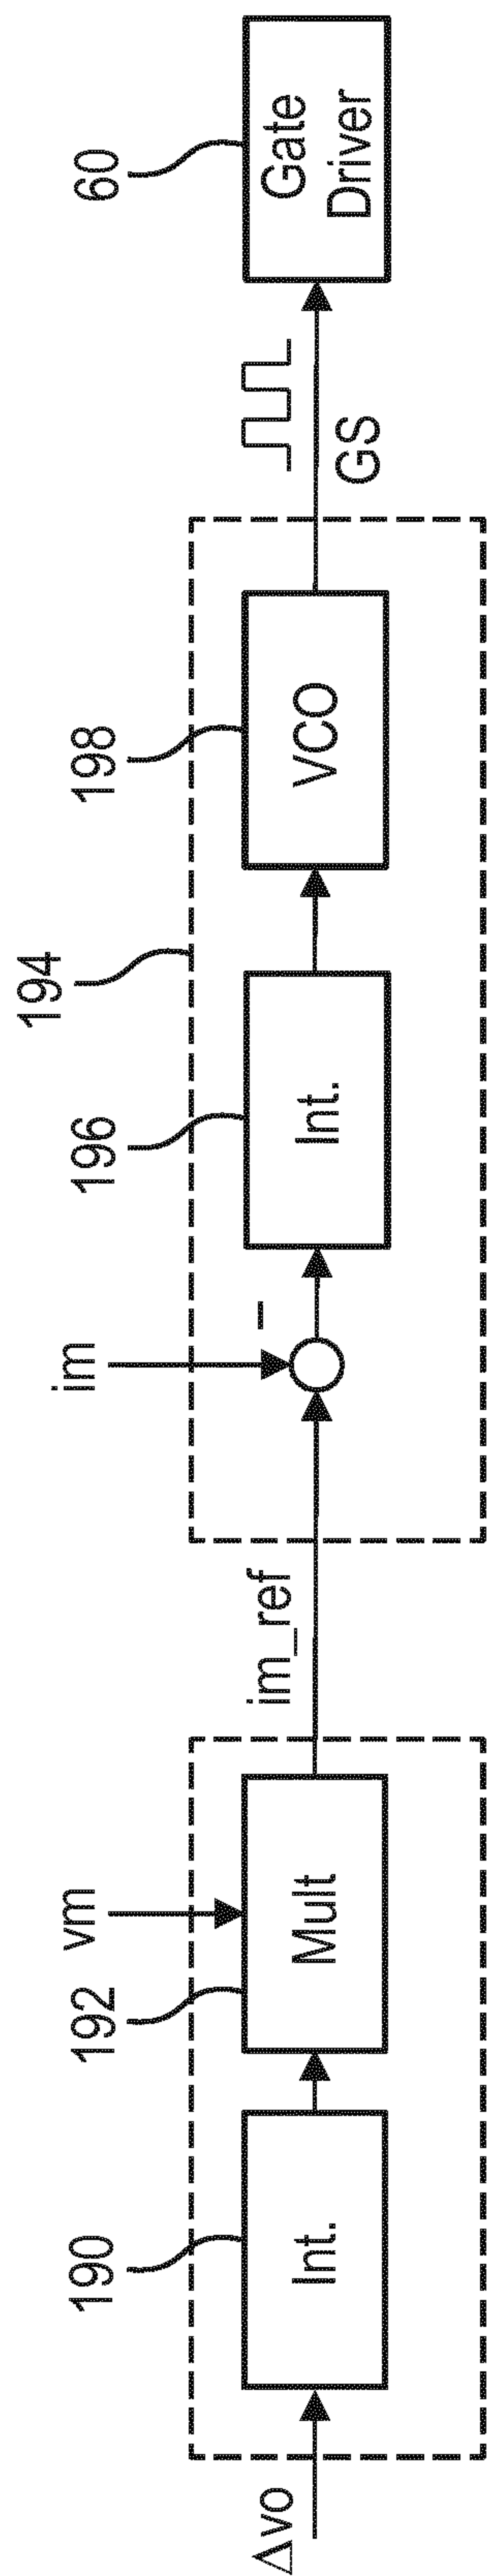 Δvo
190
Int.
192
vm
Mult
im_ref
im
–
194
196
Int.
198
VCO
GS
60
Gate
Driver